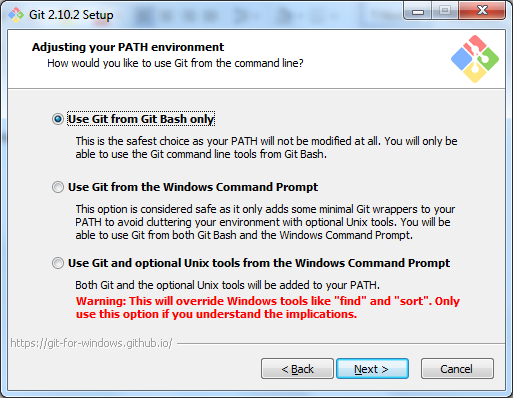 Git 2.10.2 Setup
Adjusting your PATH environment
How would you like to use Git from the command line?
Use Git from Git Bash only
This is the safest choice as your PATH will not be modified at all. You will only be
able to use the Git command line tools from Git Bash.
Use Git from the Windows Command Prompt
This option is considered safe as it only adds some minimal Git wrappers to your
PATH to avoid cluttering your environment with optional Unix tools. You will be
able to use Git from both Git Bash and the Windows Command Prompt.
Use Git and optional Unix tools from the Windows Command Prompt
Both Git and the optional Unix tools will be added to your PATH.
Warning: This will override Windows tools like "find" and "sort". Only
use this option if you understand the implications.
https://git-for-windows.github.io/
< Back Next > Cancel